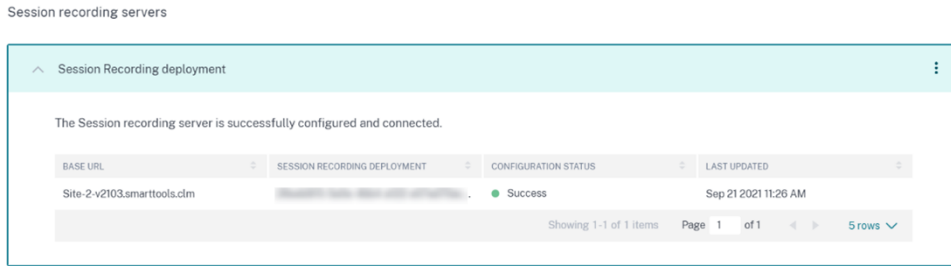 Session recording servers
Session Recording deployment
The Session recording server is successfully configured and connected.
BASE URL SESSION RECORDING DEPLOYMENT CONFIGURATION STATUS LAST UPDATED
Site-2-v2103.smarttools.clm . Success Sep 21 2021 11:26 AM
Showing 1-1 of 1 items Page 1 of 1 5 rows